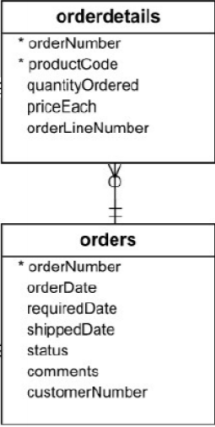 orderdetails
* orderNumber
* productCode
quantityOrdered
priceEach
orderLineNumber
orders
* orderNumber
orderDate
requiredDate
shippedDate
status
comments
customerNumber